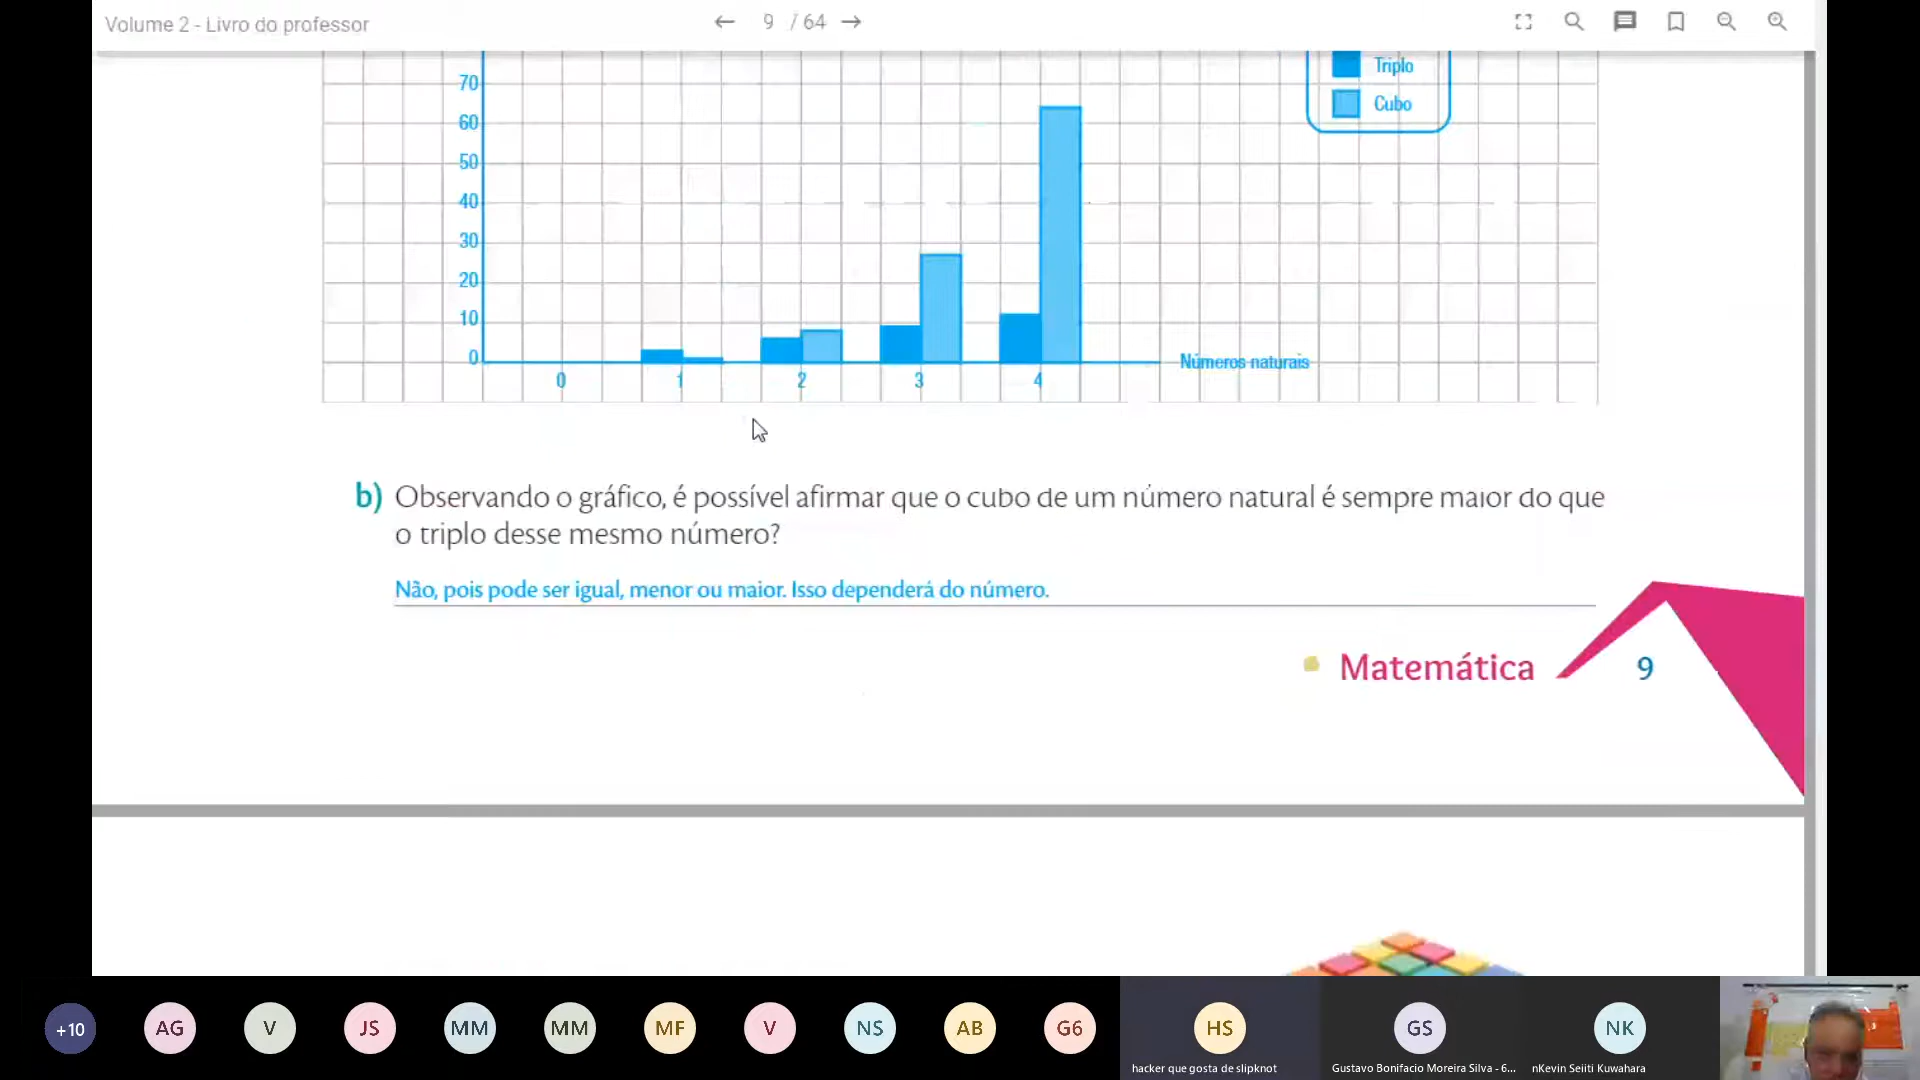 Volume 2 - Livro do professor
9 / 64
Triplo
Cubo
70
60
50
40
30
20
10
0
0 1 2 3 4
Números naturais
b) Observando o gráfico, é possível afirmar que o cubo de um número natural é sempre maior do que
o triplo desse mesmo número?
Não, pois pode ser igual, menor ou maior. Isso dependerá do número.
Matemática 9
+10 AG V JS MM MM MF V NS AB G6 HS GS NK
hacker que gosta de slipknot
Gustavo Bonifacio Moreira Silva - 6...
nKevin Seiiti Kuwahara